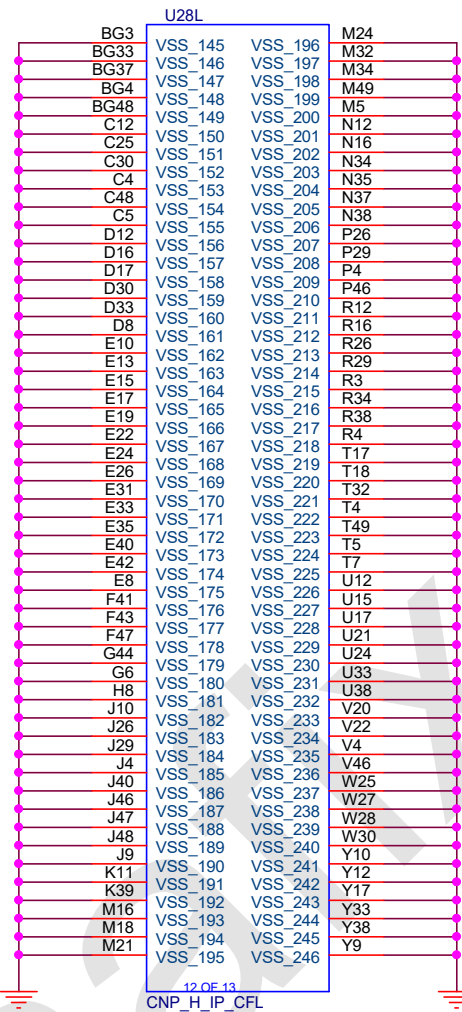 U28L
BG3 VSS_145 VSS_196 M24
BG33 VSS_146 VSS_197 M32
BG37 VSS_147 VSS_198 M34
BG4 VSS_148 VSS_199 M49
BG48 VSS_149 VSS_200 M5
C12 VSS_150 VSS_201 N12
C25 VSS_151 VSS_202 N16
C30 VSS_152 VSS_203 N34
C4 VSS_153 VSS_204 N35
C48 VSS_154 VSS_205 N37
C5 VSS_155 VSS_206 N38
D12 VSS_156 VSS_207 P26
D16 VSS_157 VSS_208 P29
D17 VSS_158 VSS_209 P4
D30 VSS_159 VSS_210 P46
D33 VSS_160 VSS_211 R12
D8 VSS_161 VSS_212 R16
E10 VSS_162 VSS_213 R26
E13 VSS_163 VSS_214 R29
E15 VSS_164 VSS_215 R3
E17 VSS_165 VSS_216 R34
E19 VSS_166 VSS_217 R38
E22 VSS_167 VSS_218 R4
E24 VSS_168 VSS_219 T17
E26 VSS_169 VSS_220 T18
E31 VSS_170 VSS_221 T32
E33 VSS_171 VSS_222 T4
E35 VSS_172 VSS_223 T49
E40 VSS_173 VSS_224 T5
E42 VSS_174 VSS_225 T7
E8 VSS_175 VSS_226 U12
F41 VSS_176 VSS_227 U15
F43 VSS_177 VSS_228 U17
F47 VSS_178 VSS_229 U21
G44 VSS_179 VSS_230 U24
G6 VSS_180 VSS_231 U33
H8 VSS_181 VSS_232 U38
J10 VSS_182 VSS_233 V20
J26 VSS_183 VSS_234 V22
J29 VSS_184 VSS_235 V4
J4 VSS_185 VSS_236 V46
J40 VSS_186 VSS_237 W25
J46 VSS_187 VSS_238 W27
J47 VSS_188 VSS_239 W28
J48 VSS_189 VSS_240 W30
J9 VSS_190 VSS_241 Y10
K11 VSS_191 VSS_242 Y12
K39 VSS_192 VSS_243 Y17
M16 VSS_193 VSS_244 Y33
M18 VSS_194 VSS_245 Y38
M21 VSS_195 VSS_246 Y9
12 OF 13
CNP_H_IP_CFL